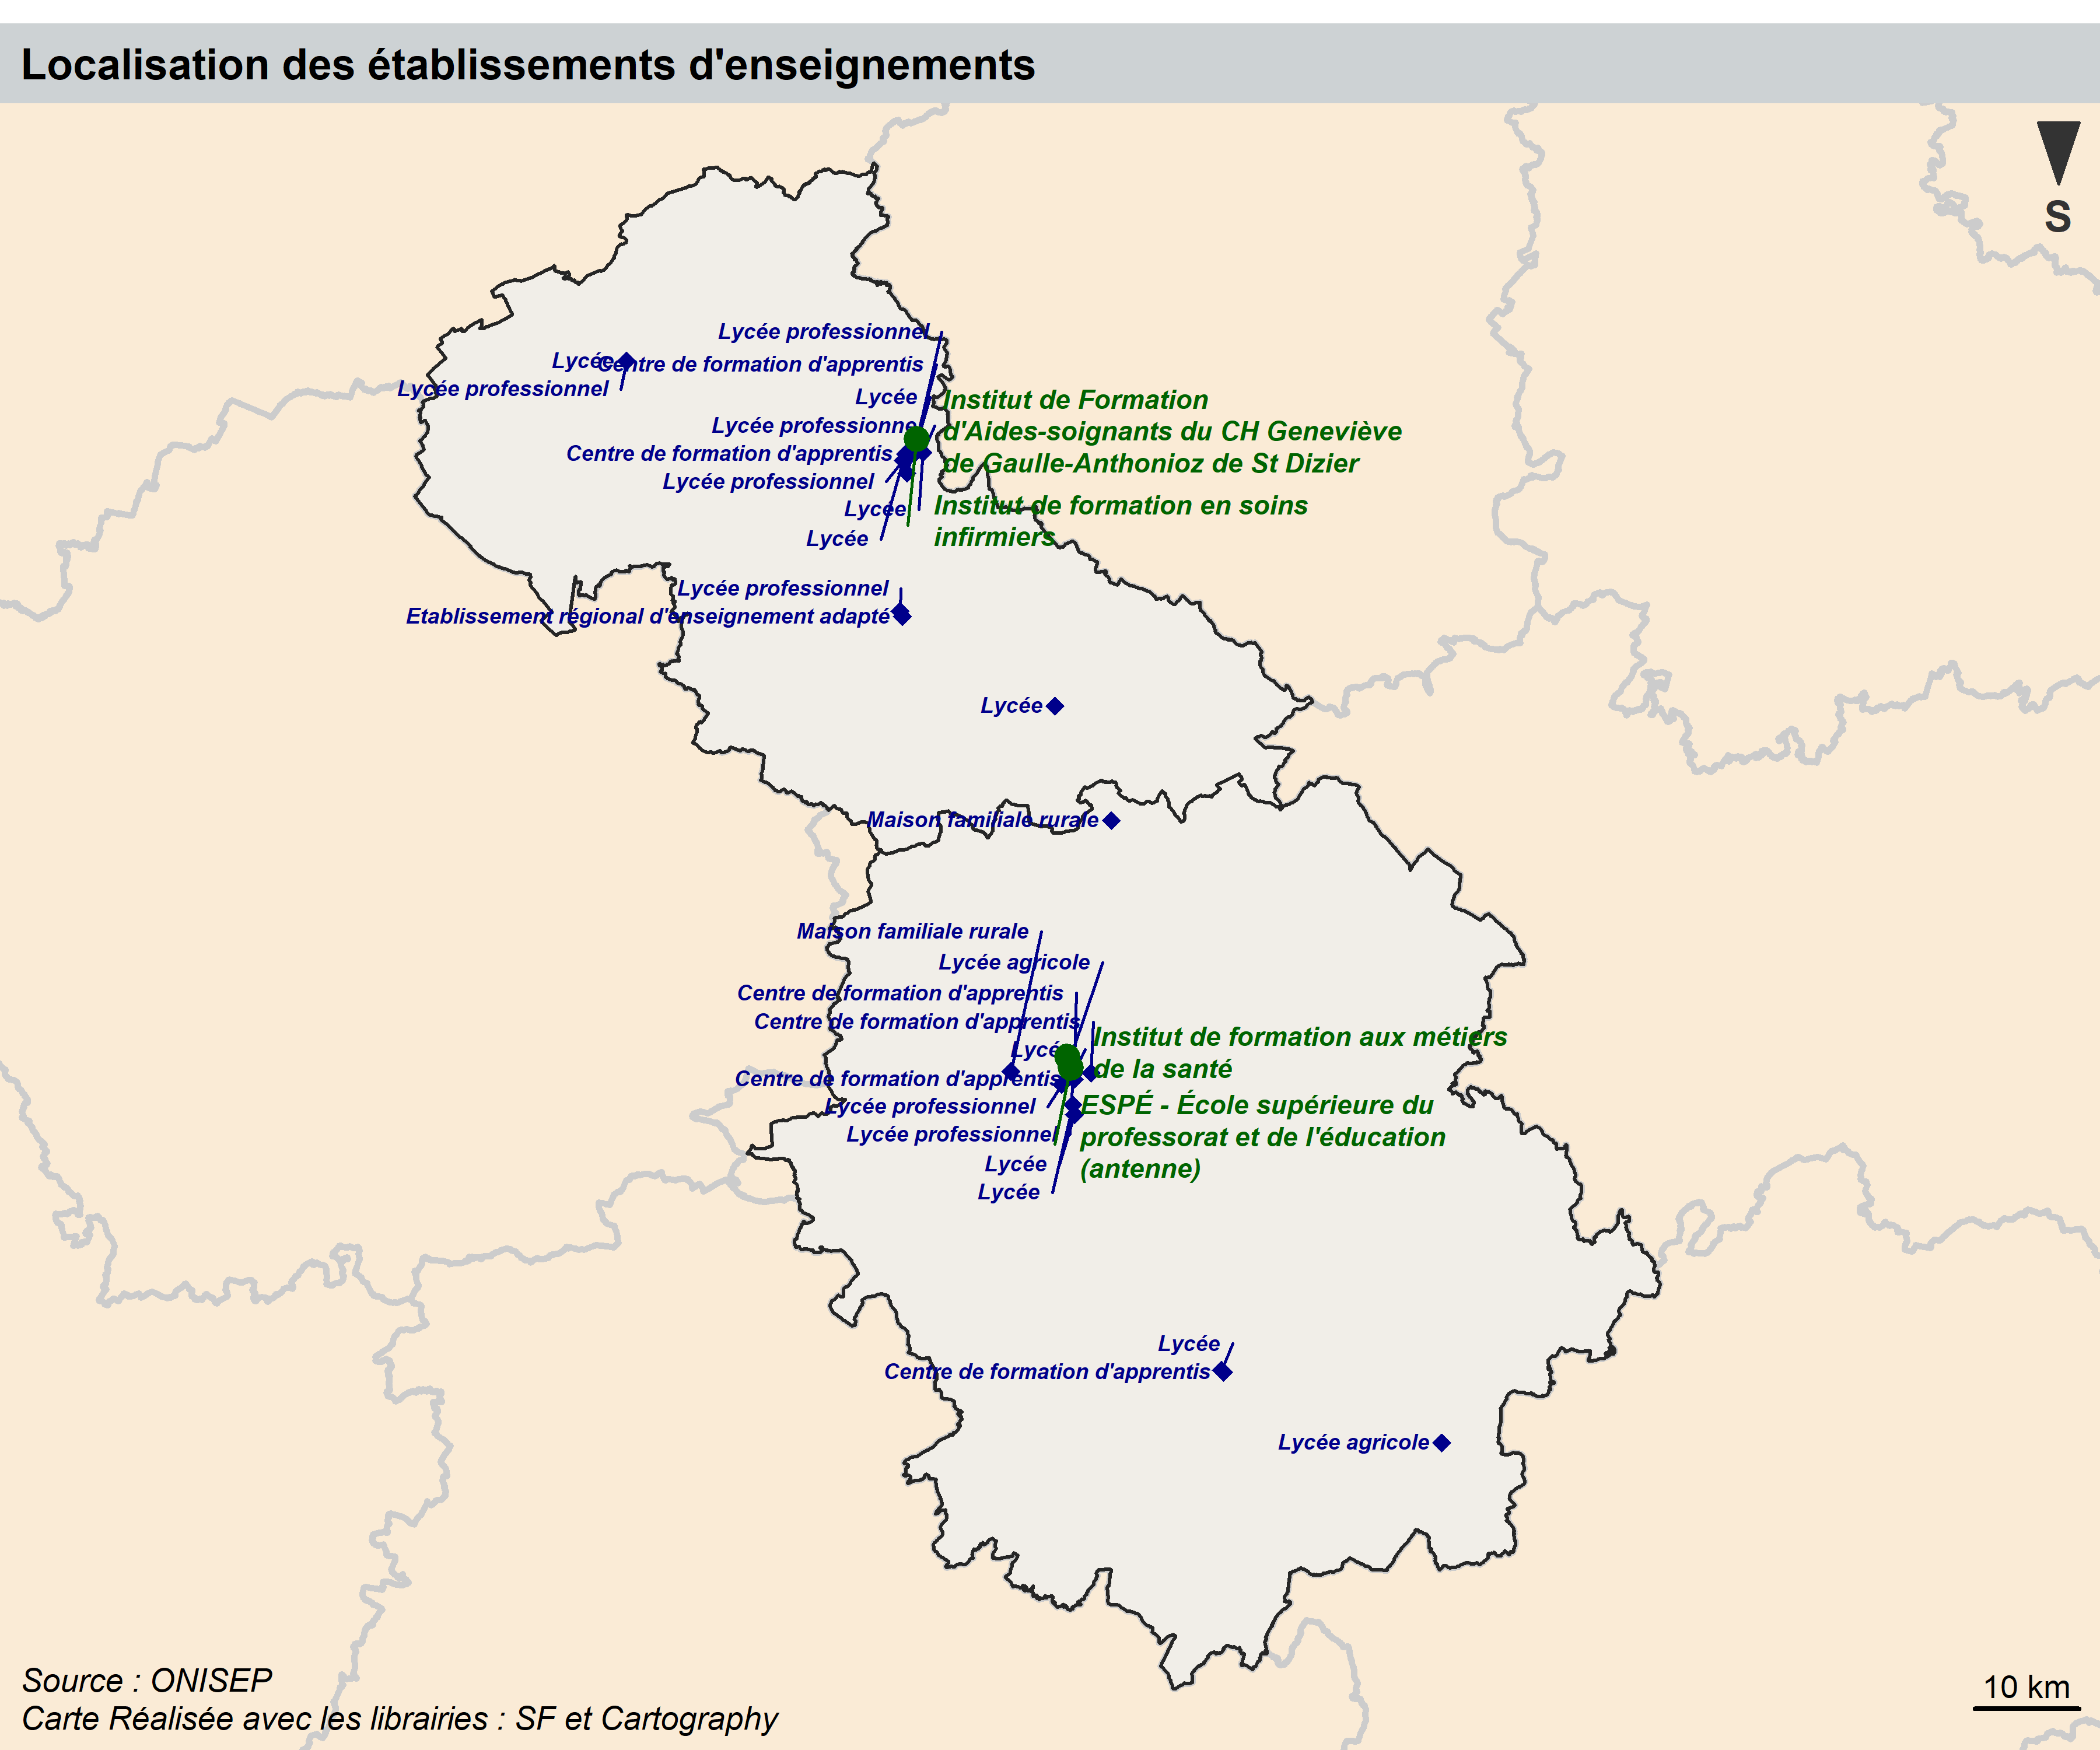 Localisation des établissements d'enseignements
S
Lycée professionnel
Lycée
Centre de formation d'apprentis
Lycée professionnel
Lycée
Institut de Formation
d'Aides-soignants du CH Geneviève
de Gaulle-Anthonioz de St Dizier
Lycée professionnel
Centre de formation d'apprentis
Lycée professionnel
Lycée
Institut de formation en soins
infirmiers
Lycée
Lycée professionnel
Etablissement régional d'enseignement adapté
Lycée
Maison familiale rurale
Maison familiale rurale
Lycée agricole
Centre de formation d'apprentis
Centre de formation d'apprentis
Lycée
Institut de formation aux métiers
de la santé
Centre de formation d'apprentis
Lycée professionnel
ESPÉ - École supérieure du
professorat et de l'éducation
(antenne)
Lycée professionnel
Lycée
Lycée
Lycée
Centre de formation d'apprentis
Lycée agricole
Source : ONISEP
Carte Réalisée avec les librairies : SF et Cartography
10 km